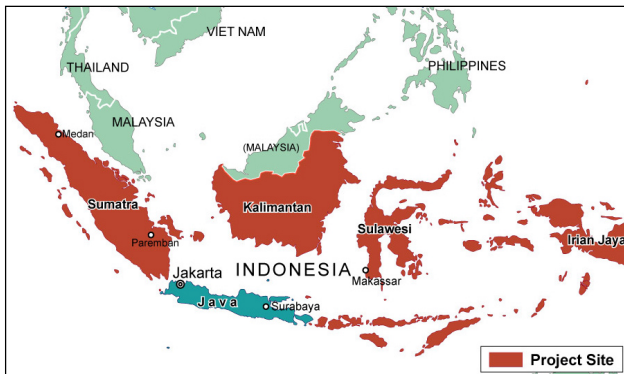 VIET NAM
THAILAND
PHILIPPINES
MALAYSIA
Medan
(MALAYSIA)
Sumatra
Kalimantan
Sulawesi
Paremban
Irian Jaya
Jakarta
INDONESIA
Makassar
Java
Surabaya
Project Site